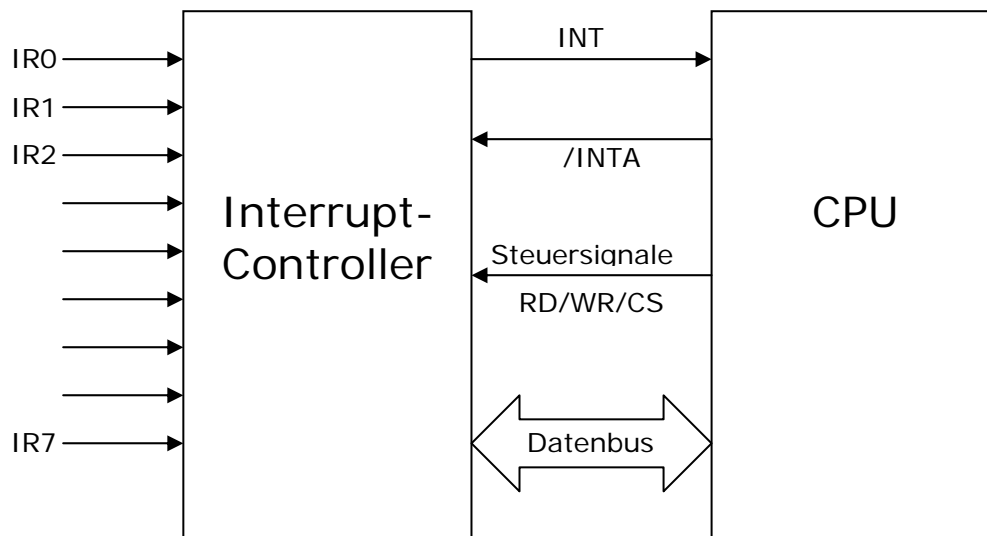 IR0
IR1
IR2
IR7
Interrupt-
Controller
INT
/INTA
Steuersignale
RD/WR/CS
Datenbus
CPU